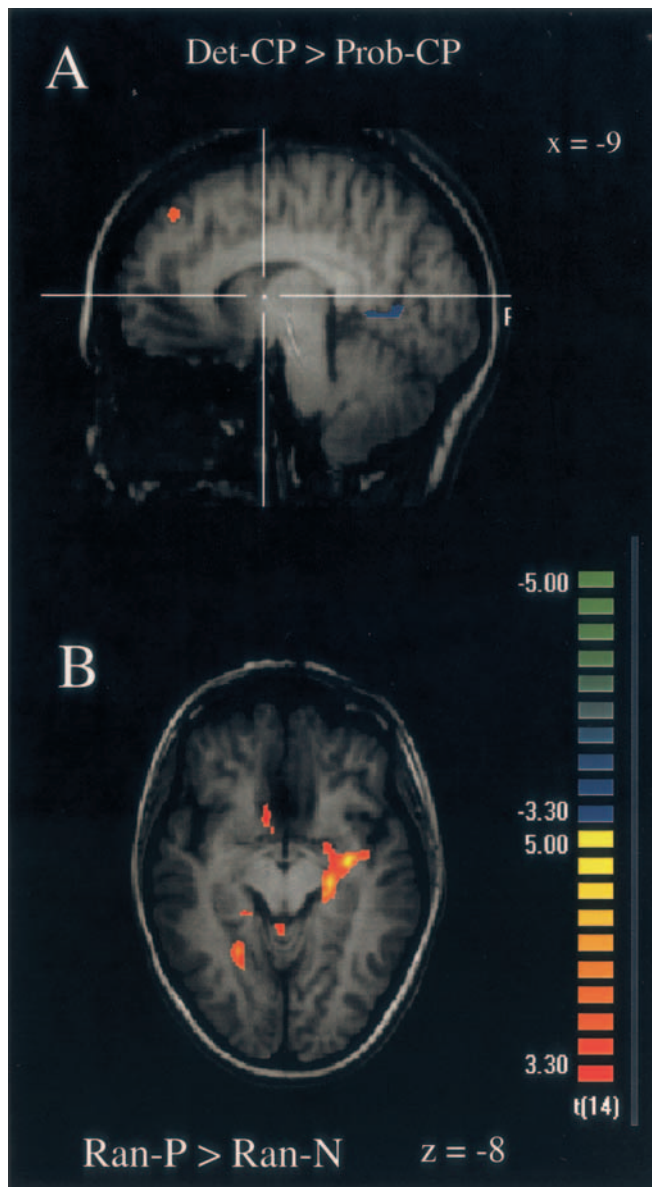 A
Det-CP > Prob-CP
x = -9
-5.00
B
-3.30
5.00
3.30
t(14)
Ran-P > Ran-N
z = -8